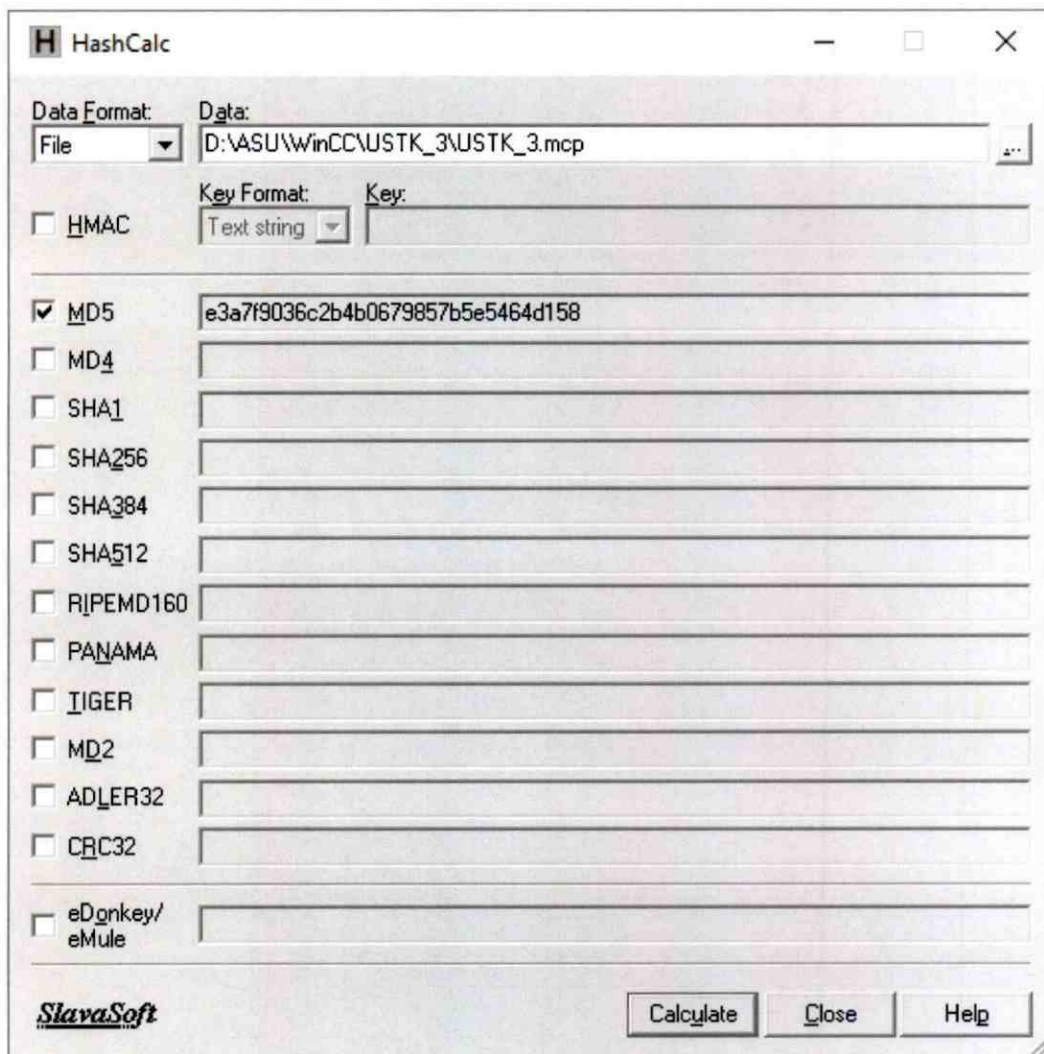 H HashCalc
Data Format: Data:
File D:\ASU\WinCC\USTK_3\USTK_3.mcp ...
Key Format: Key:
HMAC Text string
MD5 e3a7f9036c2b4b0679857b5e5464d158
MD4
SHA1
SHA256
SHA384
SHA512
RIPEMD160
PANAMA
TIGER
MD2
ADLER32
CRC32
eDonkey/
eMule
SlavaSoft Calculate Close Help